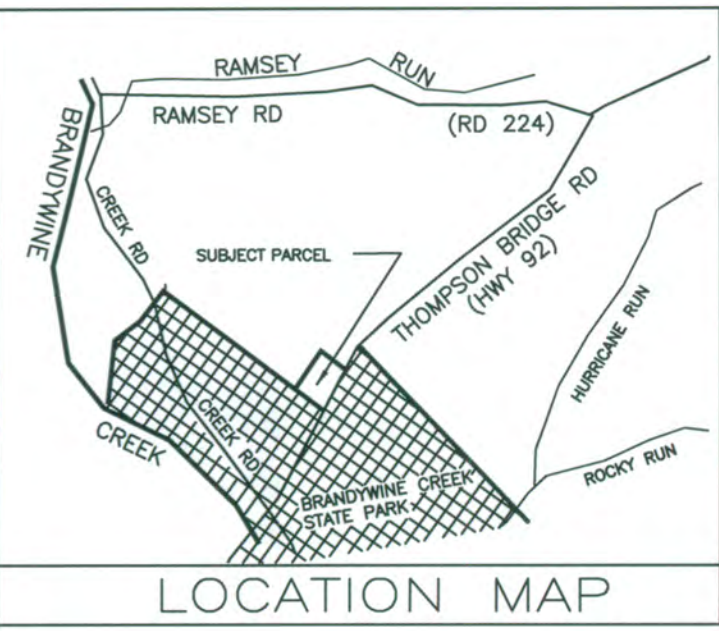 RAMSEY RUN
RAMSEY RD (RD 224)
BRANDYWINE
CREEK RD
SUBJECT PARCEL
THOMPSON BRIDGE RD
(HWY 92)
HURRICANE RUN
CREEK RD
CREEK
ROCKY RUN
BRANDYWINE CREEK
STATE PARK
LOCATION MAP